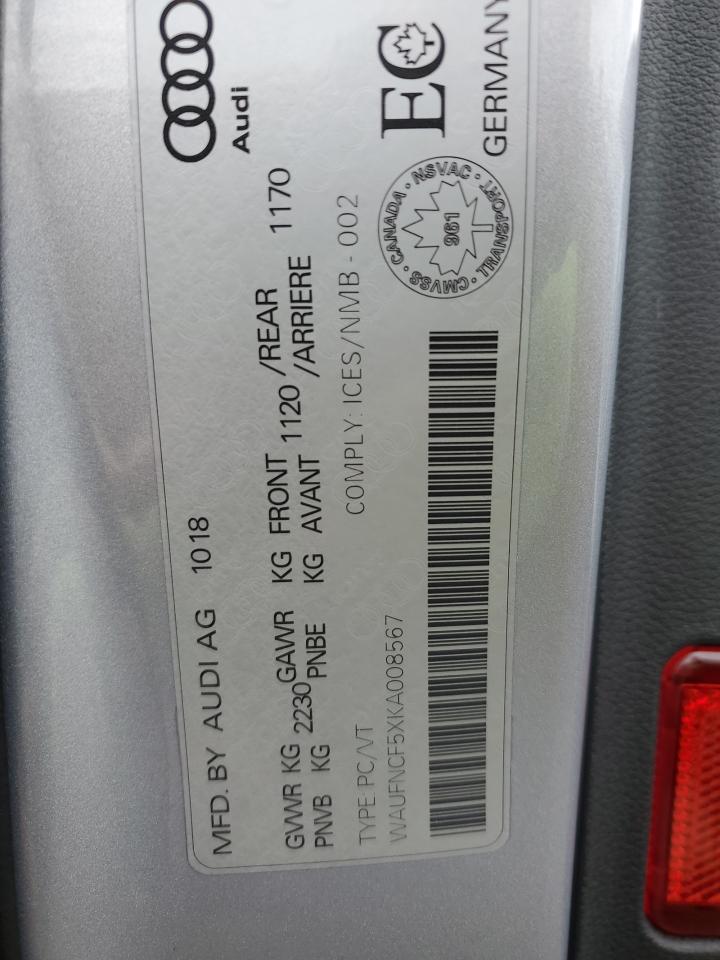 MFD. BY AUDI AG 1018
Audi
GVWR KG 2230 GAWR KG FRONT 1120 /REAR 1170
PNVB KG PNBE KG AVANT /ARRIERE
COMPLY: ICES/NMB - 002
TYPE: PC/VT
WAUFNCF5XKA008567
EC
CANADA · NSVAC · TRANSPORT · CMVSS ·
961
GERMANY